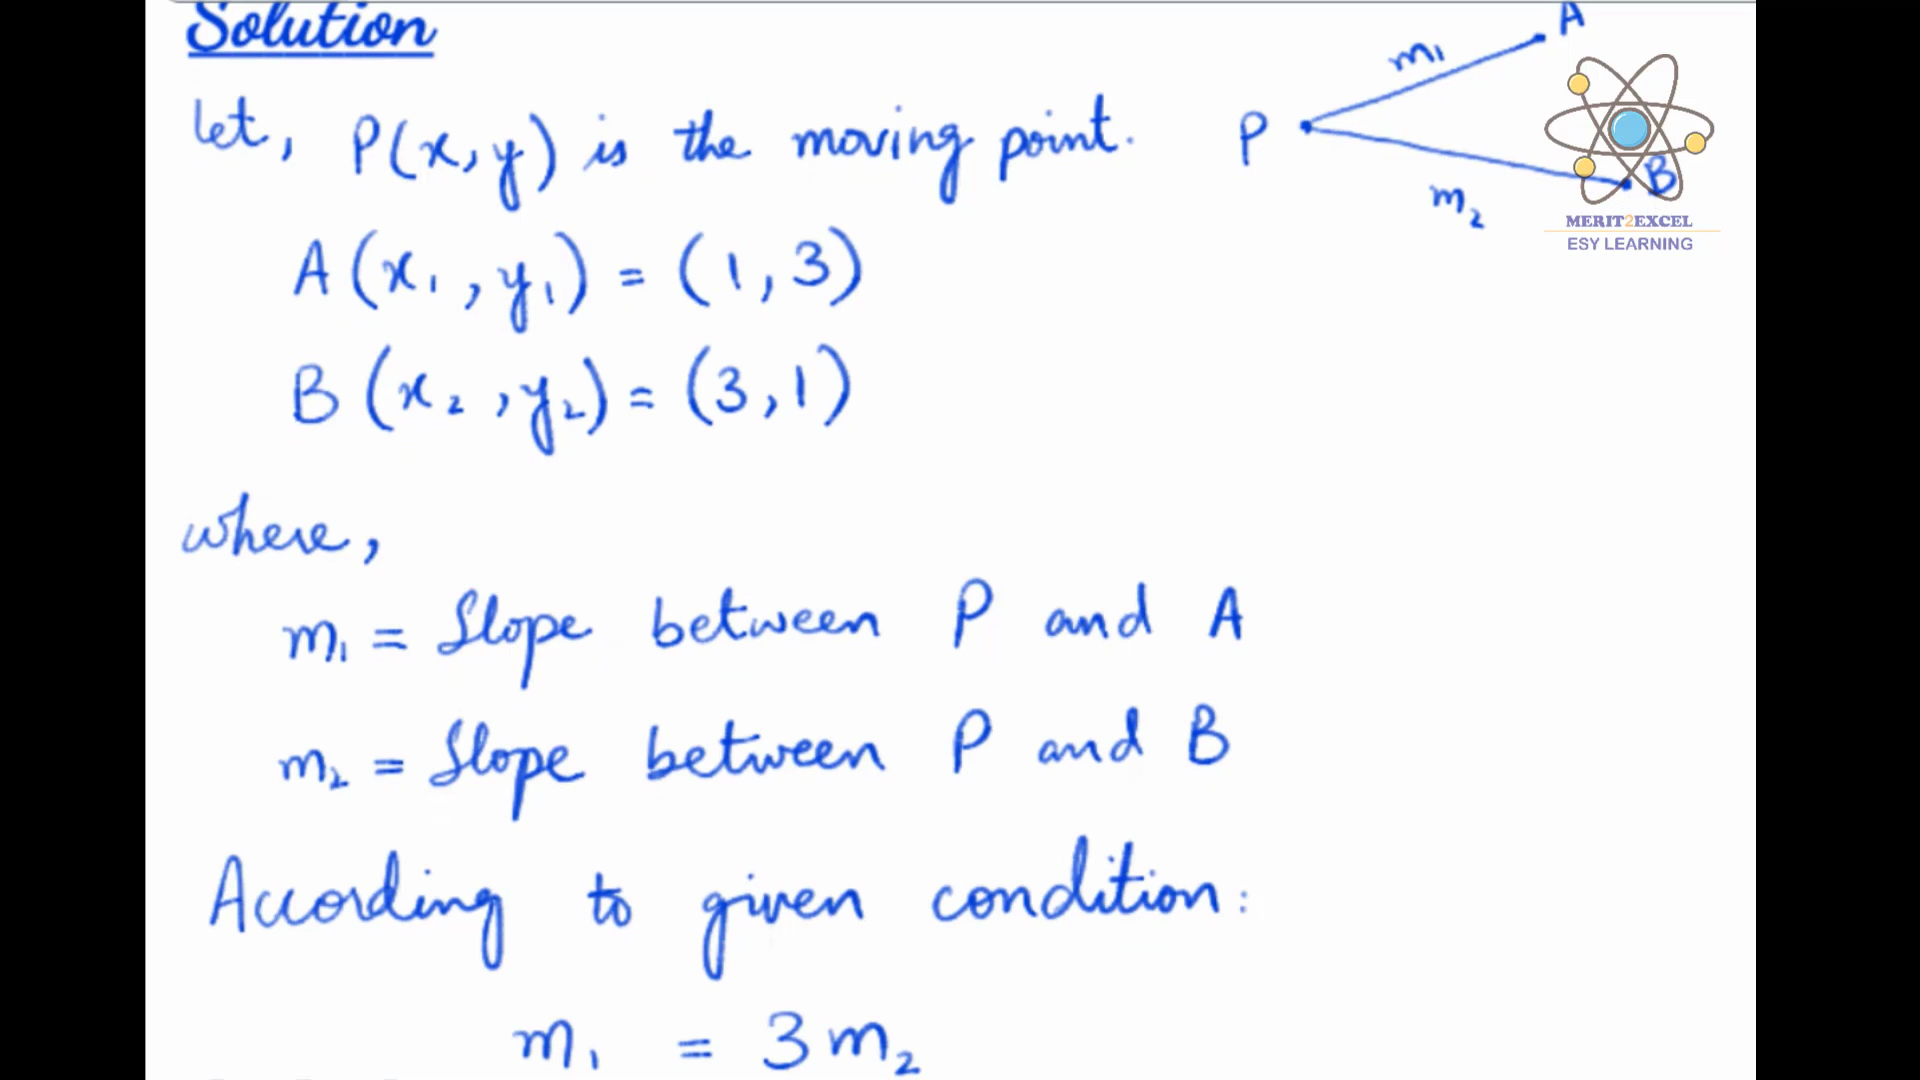 Solution
let, P(x,y) is the moving point.
A(x₁,y₁) = (1,3)
B(x₂,y₂) = (3,1)
where,
m₁ = Slope between P and A
m₂ = Slope between P and B
According to given condition:
m₁ = 3m₂
A
m₁
P
B
m₂
MERIT2EXCEL
ESY LEARNING